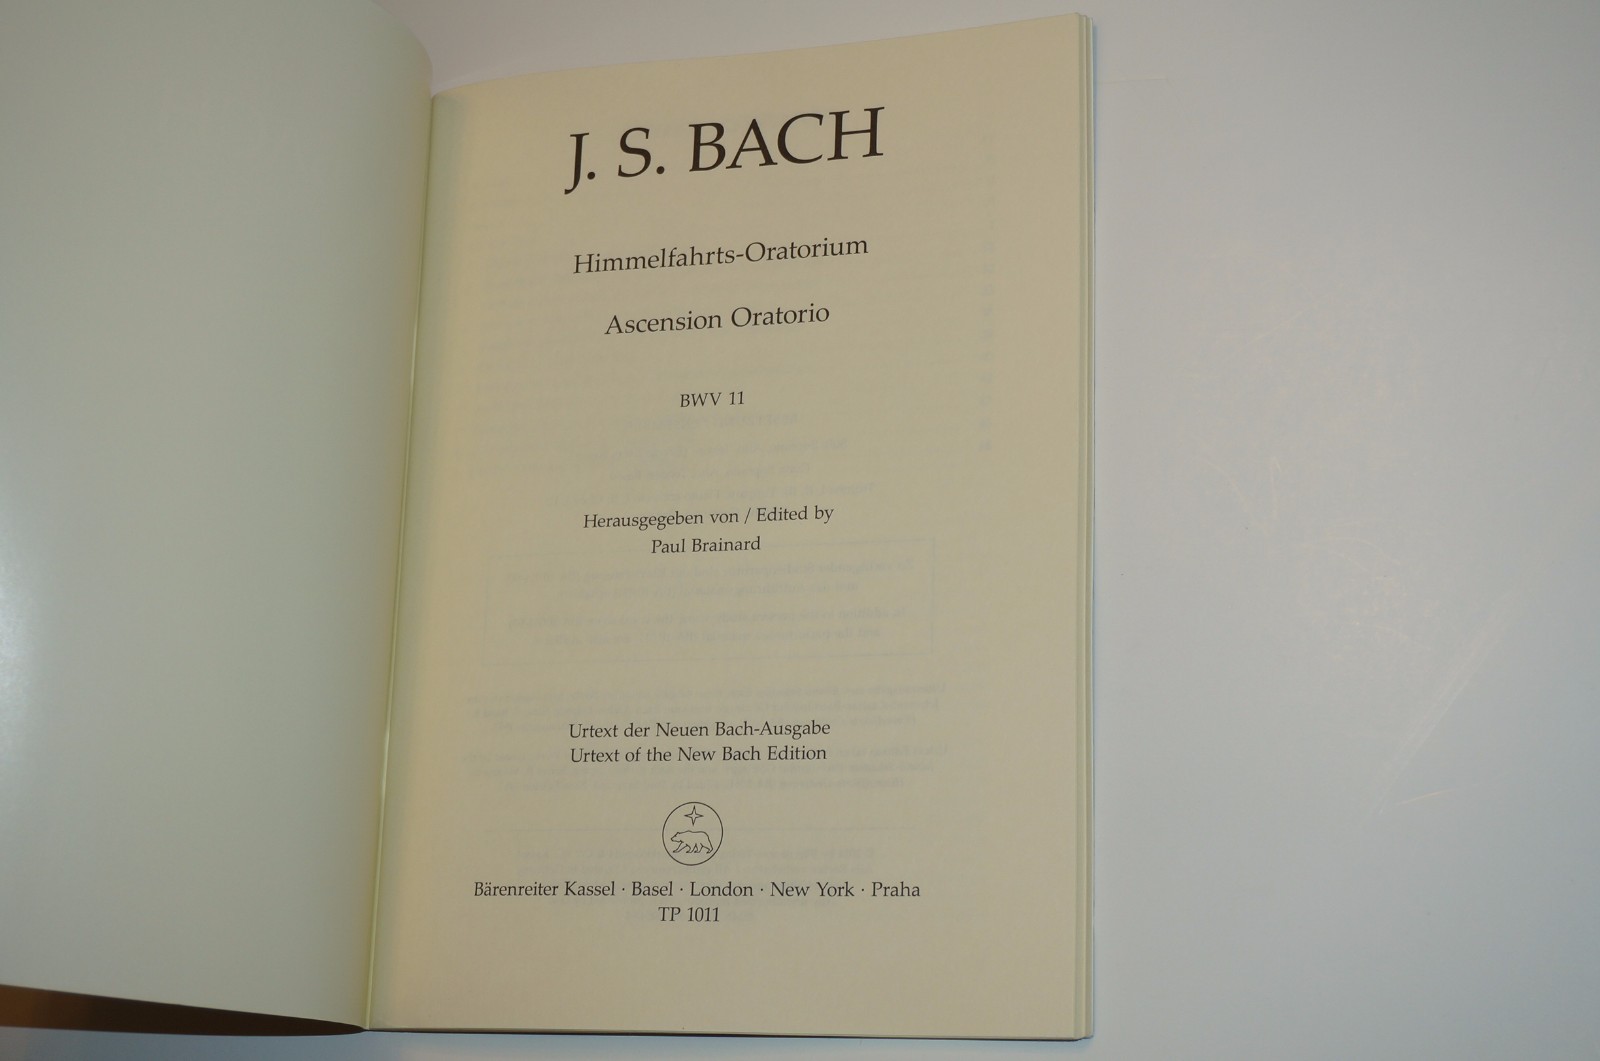 J. S. BACH
Himmelfahrts-Oratorium
Ascension Oratorio
BWV 11
Herausgegeben von / Edited by
Paul Brainard
Urtext der Neuen Bach-Ausgabe
Urtext of the New Bach Edition
Bärenreiter Kassel · Basel · London · New York · Praha
TP 1011